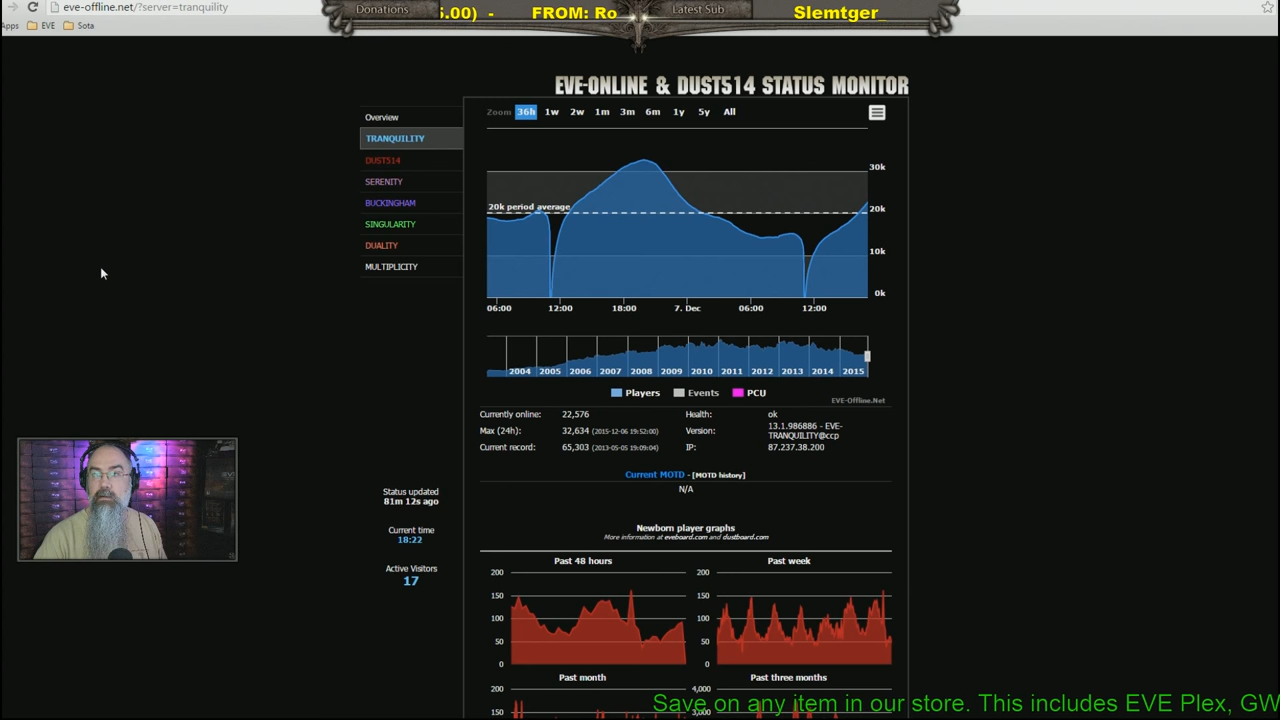 eve-offline.net/?server=tranquility
Apps EVE Sota
Donations
5.00) - FROM: Ro
Latest Sub
Slemtger_
EVE-ONLINE & DUST514 STATUS MONITOR
Overview
TRANQUILITY
DUST514
SERENITY
BUCKINGHAM
SINGULARITY
DUALITY
MULTIPLICITY
Zoom 36h 1w 2w 1m 3m 6m 1y 5y All
30k
20k period average
20k
10k
0k
06:00 12:00 18:00 7. Dec 06:00 12:00
2004 2005 2006 2007 2008 2009 2010 2011 2012 2013 2014 2015
Players Events PCU
EVE-Offline.Net
Currently online: 22,576
Max (24h): 32,634 (2015-12-06 19:52:00)
Current record: 65,303 (2013-05-05 19:09:04)
Health: ok
Version: 13.1.986886 - EVE-
TRANQUILITY@ccp
IP: 87.237.38.200
Current MOTD - [MOTD history]
N/A
Status updated
81m 12s ago
Current time
18:22
Active Visitors
17
Newborn player graphs
More information at eveboard.com and dustboard.com
Past 48 hours
200
150
100
50
0
Past week
200
150
100
50
0
Past month
200
150
Past three months
4,000
3,000
Save on any item in our store. This includes EVE Plex, GW